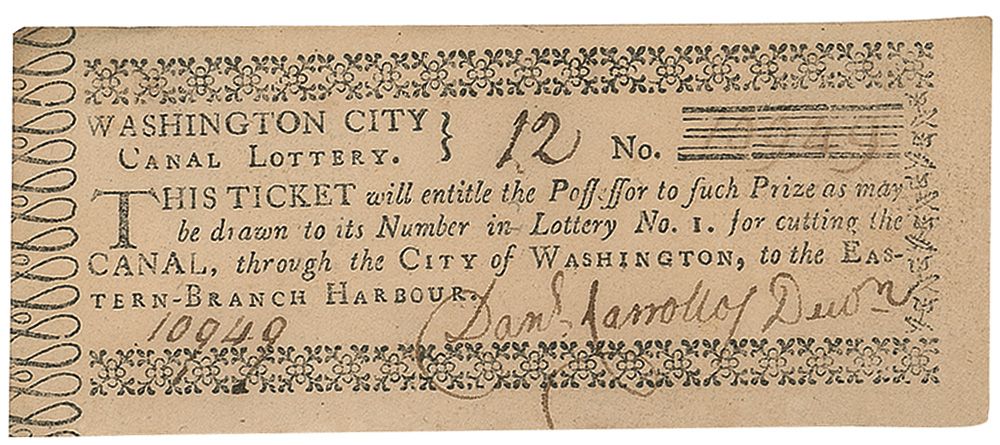 WASHINGTON CITY } 12 No. 10949
CANAL LOTTERY.
THIS TICKET will entitle the Poſſeſſor to ſuch Prize as may
be drawn to its Number in Lottery No. 1. for cutting the
CANAL, through the CITY of WASHINGTON, to the EAS-
TERN-BRANCH HARBOUR.
10949 Danl Carroll of Dudn